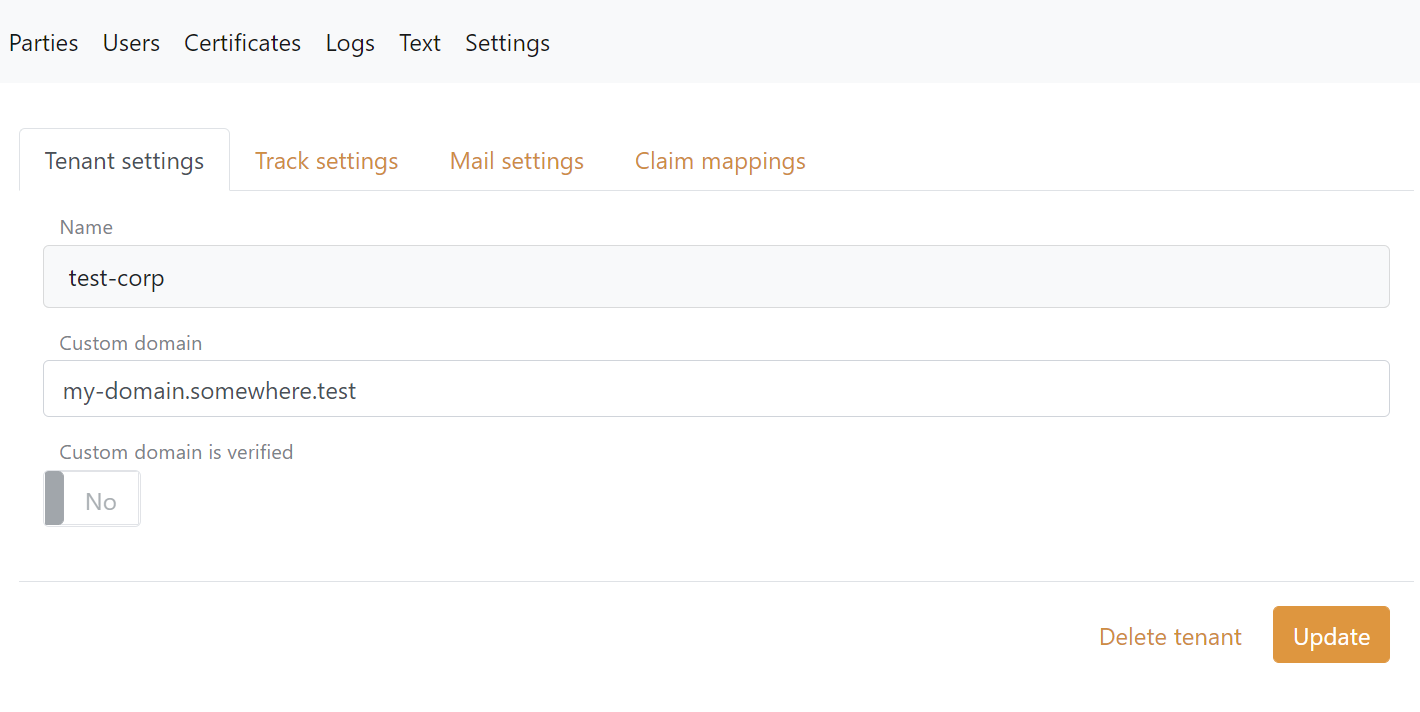 Parties Users Certificates Logs Text Settings
Tenant settings Track settings Mail settings Claim mappings
Name
test-corp
Custom domain
my-domain.somewhere.test
Custom domain is verified
No
Delete tenant Update